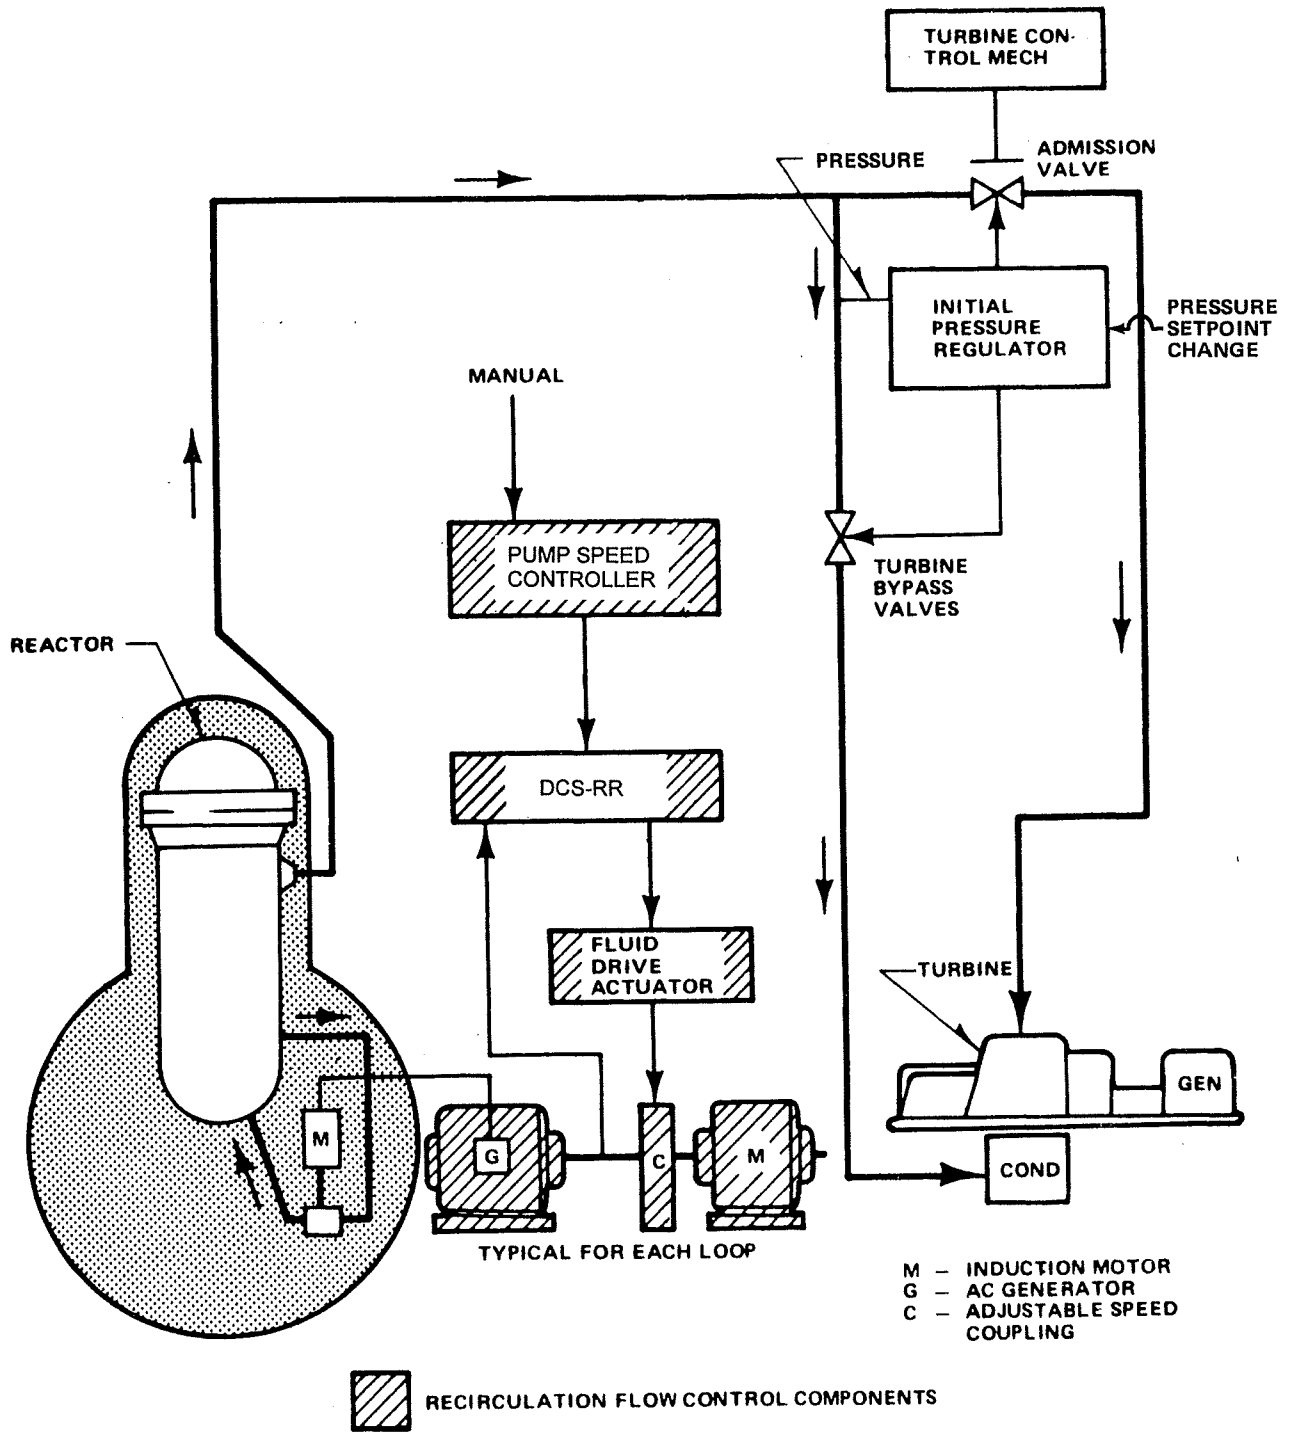 TURBINE CON-
TROL MECH
PRESSURE
ADMISSION
VALVE
INITIAL
PRESSURE
REGULATOR
PRESSURE
SETPOINT
CHANGE
MANUAL
PUMP SPEED
CONTROLLER
TURBINE
BYPASS
VALVES
REACTOR
DCS-RR
FLUID
DRIVE
ACTUATOR
TURBINE
GEN
M
G
C
M
COND
TYPICAL FOR EACH LOOP
M – INDUCTION MOTOR
G – AC GENERATOR
C – ADJUSTABLE SPEED
COUPLING
RECIRCULATION FLOW CONTROL COMPONENTS